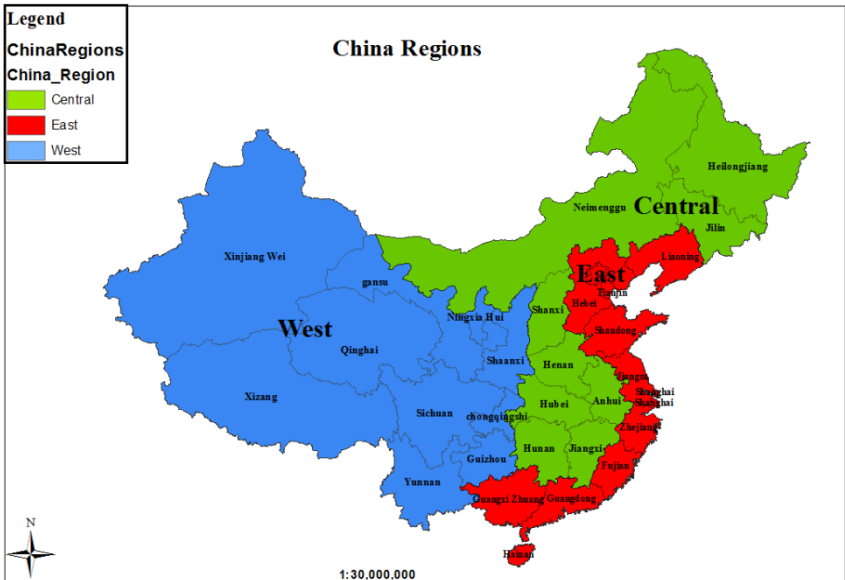 Legend
ChinaRegions
China_Region
Central
East
West
China Regions
Heilongjiang
Neimenggu
Central
Jilin
Xinjiang Wei
Liaoning
East
gansu
Tianjin
Hebei
Shanxi
Ningxia Hui
West
Shandong
Qinghai
Shaanxi
Henan
Jiangsu
Xizang
Shanghai
Shanghai
Hubei
Anhui
Sichuan
chongqingshi
Zhejiang
Hunan
Jiangxi
Guizhou
Fujian
Yunnan
Guangxi Zhuang
Guangdong
N
Hainan
1:30,000,000